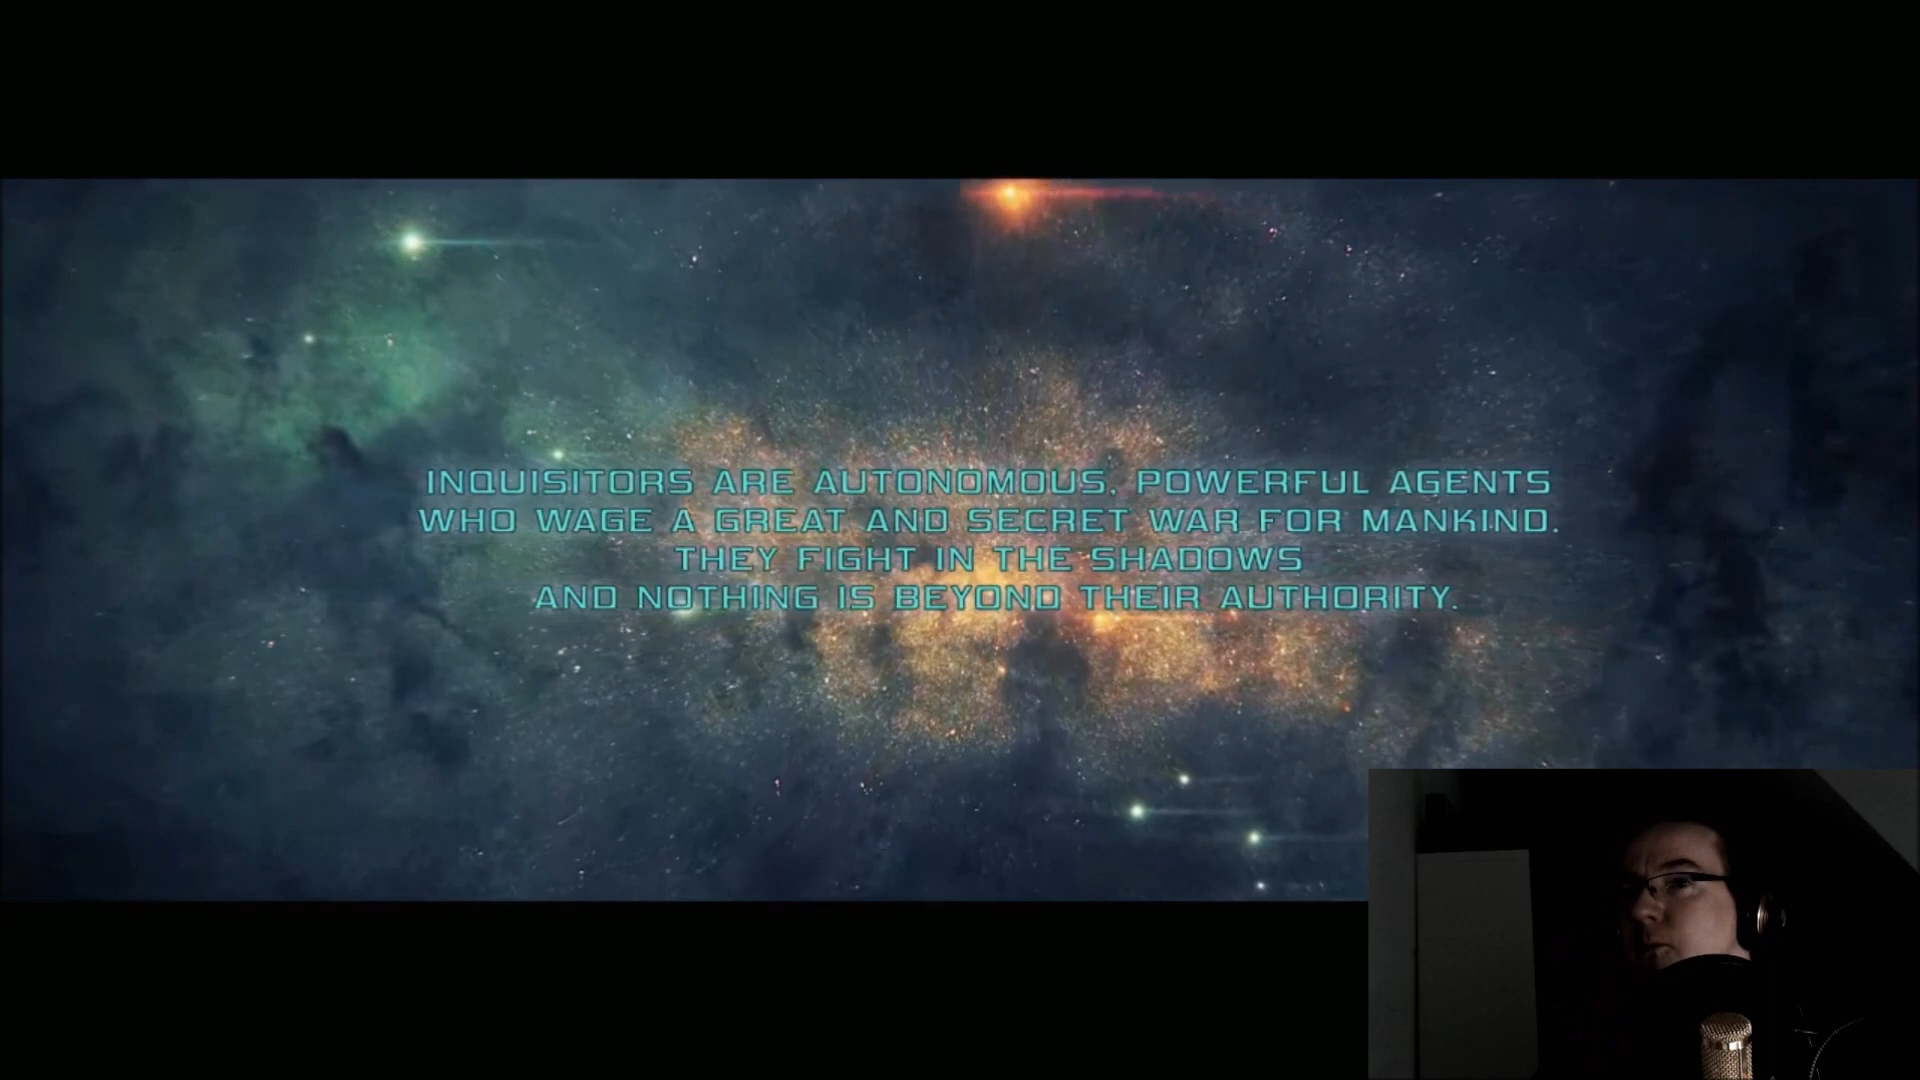 INQUISITORS ARE AUTONOMOUS, POWERFUL AGENTS
WHO WAGE A GREAT AND SECRET WAR FOR MANKIND.
THEY FIGHT IN THE SHADOWS
AND NOTHING IS BEYOND THEIR AUTHORITY.